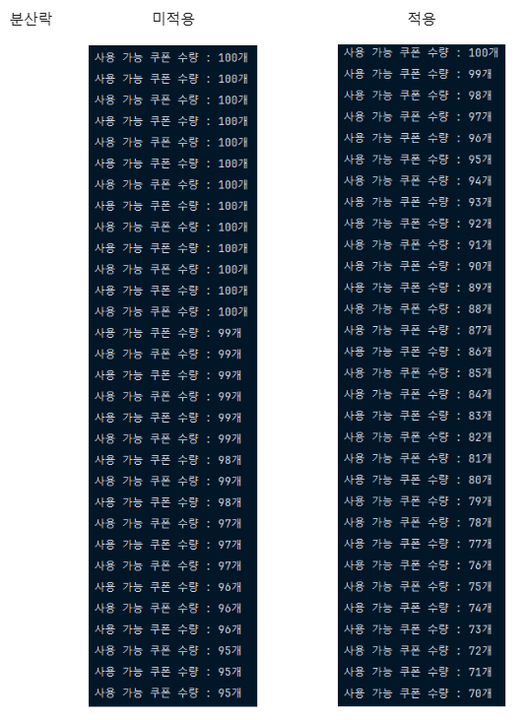 분산락 미적용 적용
사용 가능 쿠폰 수량 : 100개
사용 가능 쿠폰 수량 : 100개
사용 가능 쿠폰 수량 : 100개
사용 가능 쿠폰 수량 : 100개
사용 가능 쿠폰 수량 : 100개
사용 가능 쿠폰 수량 : 100개
사용 가능 쿠폰 수량 : 100개
사용 가능 쿠폰 수량 : 100개
사용 가능 쿠폰 수량 : 100개
사용 가능 쿠폰 수량 : 100개
사용 가능 쿠폰 수량 : 100개
사용 가능 쿠폰 수량 : 100개
사용 가능 쿠폰 수량 : 100개
사용 가능 쿠폰 수량 : 99개
사용 가능 쿠폰 수량 : 99개
사용 가능 쿠폰 수량 : 99개
사용 가능 쿠폰 수량 : 99개
사용 가능 쿠폰 수량 : 99개
사용 가능 쿠폰 수량 : 99개
사용 가능 쿠폰 수량 : 98개
사용 가능 쿠폰 수량 : 99개
사용 가능 쿠폰 수량 : 98개
사용 가능 쿠폰 수량 : 97개
사용 가능 쿠폰 수량 : 97개
사용 가능 쿠폰 수량 : 97개
사용 가능 쿠폰 수량 : 96개
사용 가능 쿠폰 수량 : 96개
사용 가능 쿠폰 수량 : 96개
사용 가능 쿠폰 수량 : 95개
사용 가능 쿠폰 수량 : 95개
사용 가능 쿠폰 수량 : 95개
사용 가능 쿠폰 수량 : 100개
사용 가능 쿠폰 수량 : 99개
사용 가능 쿠폰 수량 : 98개
사용 가능 쿠폰 수량 : 97개
사용 가능 쿠폰 수량 : 96개
사용 가능 쿠폰 수량 : 95개
사용 가능 쿠폰 수량 : 94개
사용 가능 쿠폰 수량 : 93개
사용 가능 쿠폰 수량 : 92개
사용 가능 쿠폰 수량 : 91개
사용 가능 쿠폰 수량 : 90개
사용 가능 쿠폰 수량 : 89개
사용 가능 쿠폰 수량 : 88개
사용 가능 쿠폰 수량 : 87개
사용 가능 쿠폰 수량 : 86개
사용 가능 쿠폰 수량 : 85개
사용 가능 쿠폰 수량 : 84개
사용 가능 쿠폰 수량 : 83개
사용 가능 쿠폰 수량 : 82개
사용 가능 쿠폰 수량 : 81개
사용 가능 쿠폰 수량 : 80개
사용 가능 쿠폰 수량 : 79개
사용 가능 쿠폰 수량 : 78개
사용 가능 쿠폰 수량 : 77개
사용 가능 쿠폰 수량 : 76개
사용 가능 쿠폰 수량 : 75개
사용 가능 쿠폰 수량 : 74개
사용 가능 쿠폰 수량 : 73개
사용 가능 쿠폰 수량 : 72개
사용 가능 쿠폰 수량 : 71개
사용 가능 쿠폰 수량 : 70개